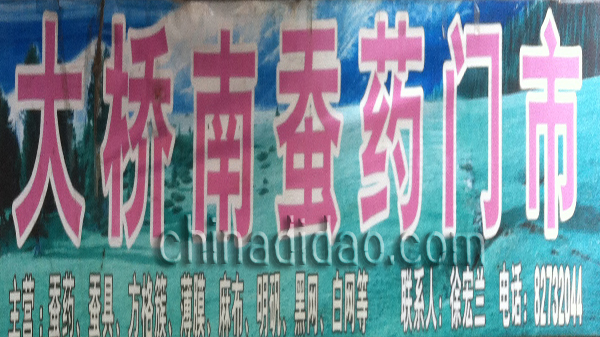 大桥南蚕药门市
chinadidao.com
主营：蚕药、蚕具、方格簇、薄膜、麻布、明矾、黑网、白网等 联系人：徐宏兰 电话：82732044